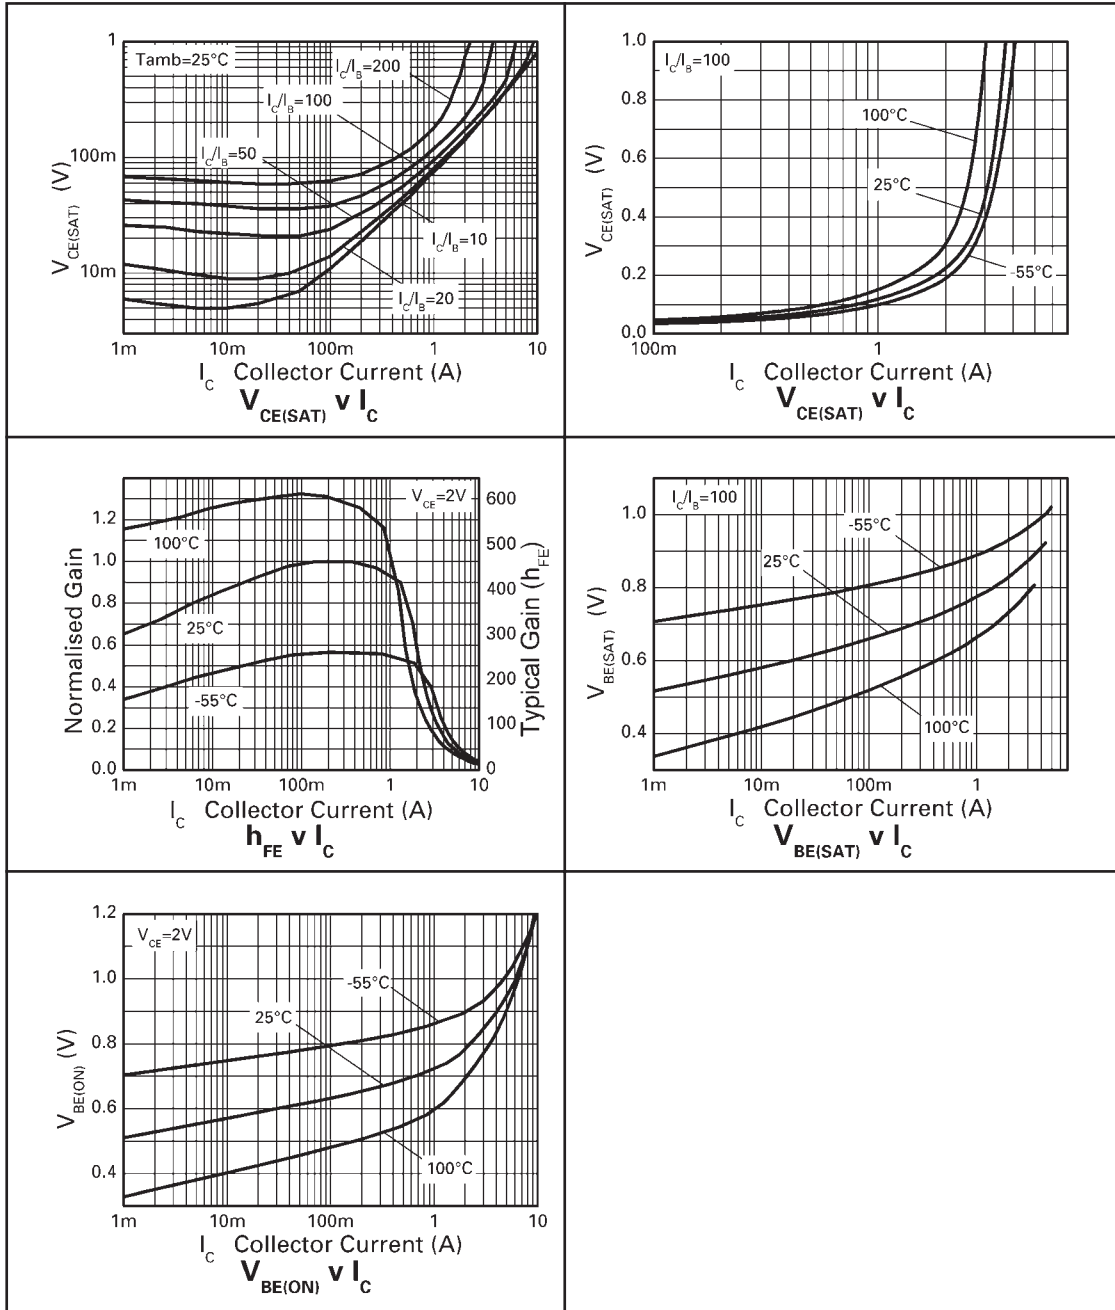 1
100m
10m
V_CE(SAT) (V)
Tamb=25°C
I_C/I_B=200
I_C/I_B=100
I_C/I_B=50
I_C/I_B=10
I_C/I_B=20
1m 10m 100m 1 10
I_C Collector Current (A)
V_CE(SAT) v I_C
1.0
0.8
0.6
0.4
0.2
0.0
V_CE(SAT) (V)
I_C/I_B=100
100°C
25°C
-55°C
100m 1
I_C Collector Current (A)
V_CE(SAT) v I_C
1.2
1.0
0.8
0.6
0.4
0.2
0.0
Normalised Gain
V_CE=2V
100°C
25°C
-55°C
600
500
400
300
200
100
0
Typical Gain (h_FE)
1m 10m 100m 1 10
I_C Collector Current (A)
h_FE v I_C
1.0
0.8
0.6
0.4
V_BE(SAT) (V)
I_C/I_B=100
-55°C
25°C
100°C
1m 10m 100m 1
I_C Collector Current (A)
V_BE(SAT) v I_C
1.2
1.0
0.8
0.6
0.4
V_BE(ON) (V)
V_CE=2V
-55°C
25°C
100°C
1m 10m 100m 1 10
I_C Collector Current (A)
V_BE(ON) v I_C